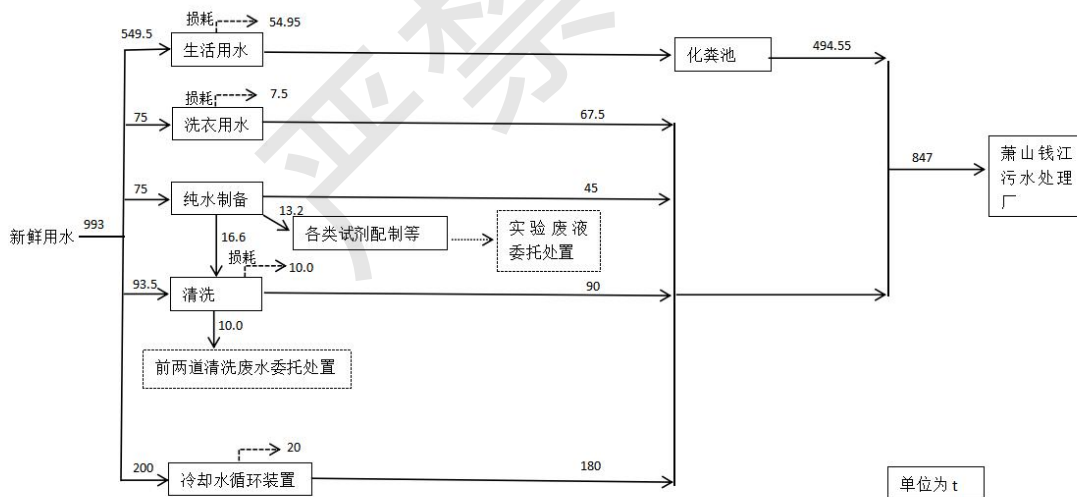 损耗
54.95
549.5
生活用水
化粪池
494.55
损耗
7.5
75
洗衣用水
67.5
847
萧山钱江
污水处理
厂
75
纯水制备
45
13.2
各类试剂配制等
实验废液
委托处置
新鲜用水
993
16.6
损耗
10.0
93.5
清洗
90
10.0
前两道清洗废水委托处置
20
200
冷却水循环装置
180
单位为 t
严禁